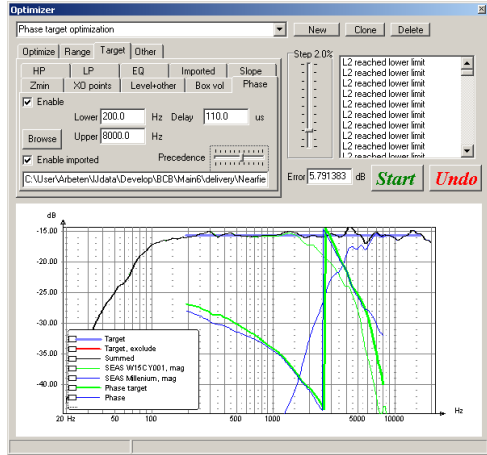 Optimizer
Phase target optimization
New Clone Delete
Optimize Range Target Other
HP LP EQ Imported Slope
Zmin XO points Level+other Box vol Phase
Enable
Lower 200.0 Hz Delay 110.0 us
Browse Upper 8000.0 Hz
Enable imported Precedence
C:\User\Arbeten\IJdata\Develop\BCB\Main6\delivery\Nearfie
Step 2.0%
L2 reached lower limit
L2 reached lower limit
L2 reached lower limit
L2 reached lower limit
L2 reached lower limit
L2 reached lower limit
L2 reached lower limit
L2 reached lower limit
L2 reached lower limit
Error 5.791383 dB Start Undo
dB
-15.00
-20.00
-25.00
-30.00
-35.00
-40.00
Target
Target, exclude
Summed
SEAS W15CY001, mag
SEAS Millenium, mag
Phase target
Phase
20 Hz 50 100 500 1000 5000 10000 Hz